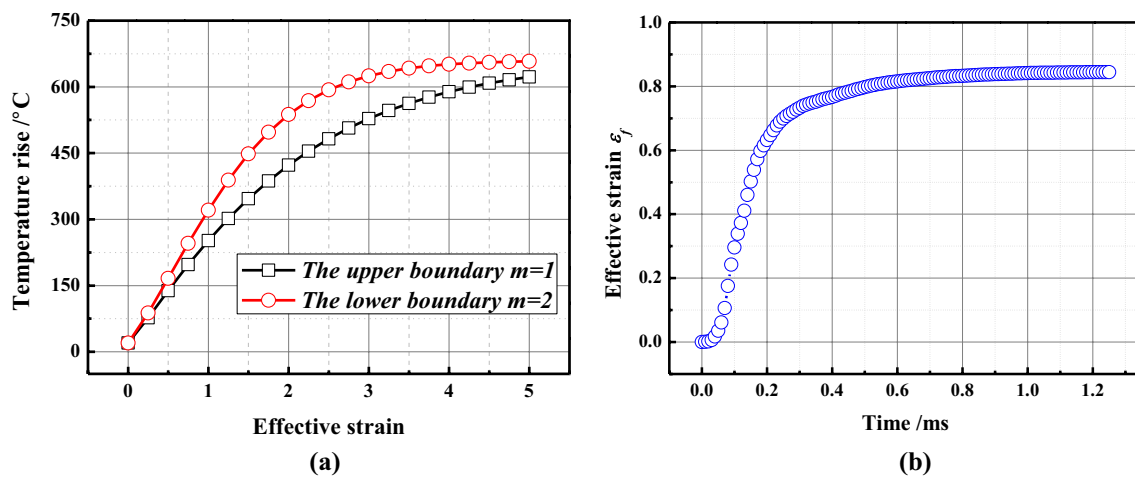 750
600
450
300
150
0
Temperature rise /° C
The upper boundary m=1
The lower boundary m=2
0 1 2 3 4 5
Effective strain
(a)
1.0
0.8
0.6
0.4
0.2
0.0
Effective strain ε_f
0.0 0.2 0.4 0.6 0.8 1.0 1.2
Time /ms
(b)